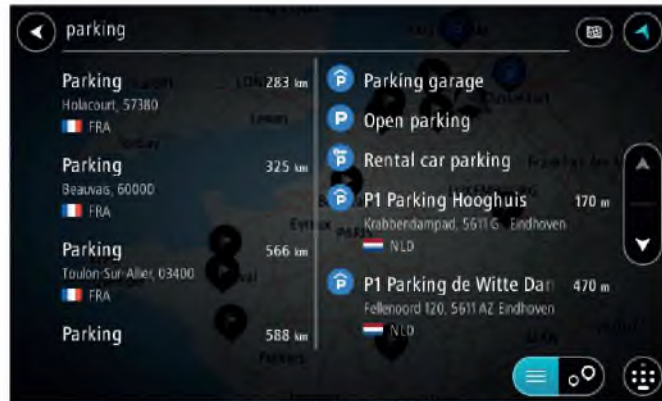 parking
Parking 283 km
Holacourt, 57380
FRA
Parking 325 km
Beauvais, 60000
FRA
Parking 566 km
Toulon-Sur-Allier, 03400
FRA
Parking 588 km
Parking garage
Open parking
Rental car parking
P1 Parking Hooghuis 170 m
Krabbendampad, 5611 G Eindhoven
NLD
P1 Parking de Witte Dan 470 m
Fellenoord 120, 5611 AZ Eindhoven
NLD